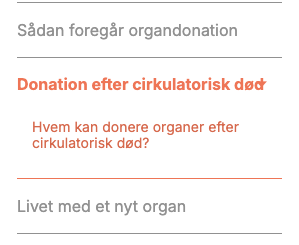 Sådan foregår organdonation
Donation efter cirkulatorisk død
Hvem kan donere organer efter
cirkulatorisk død?
Livet med et nyt organ